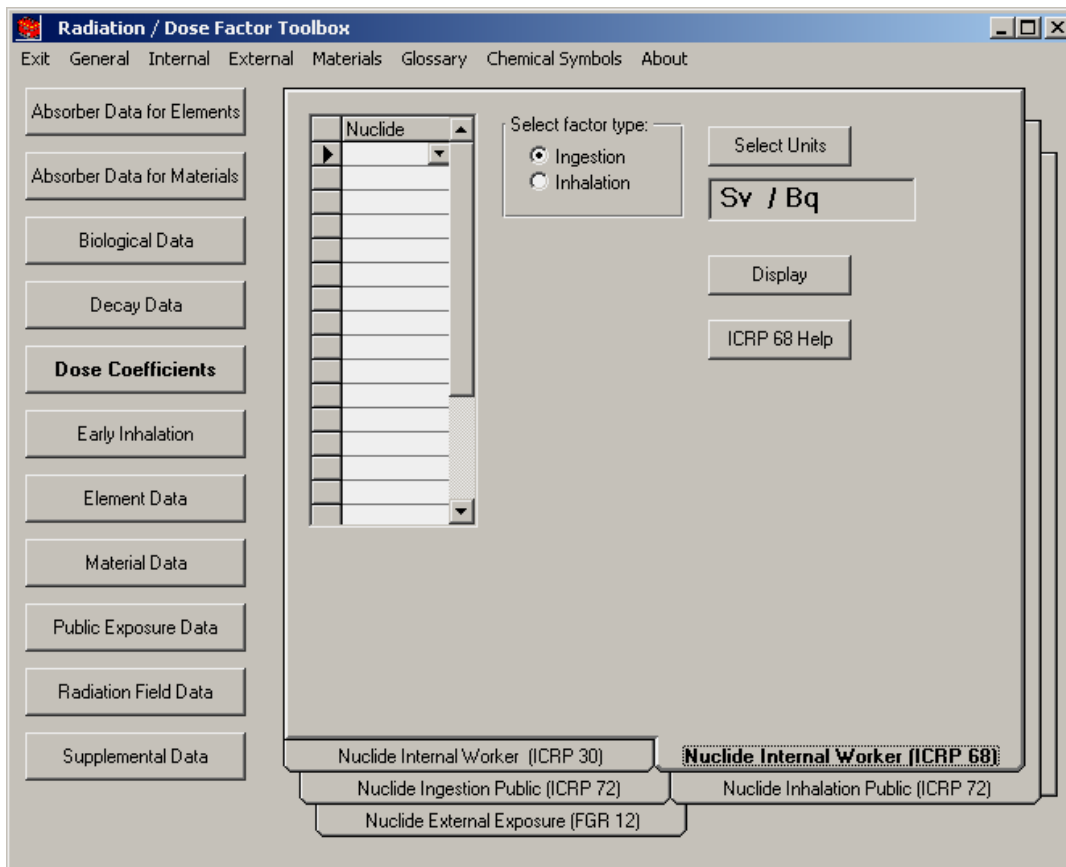 Radiation / Dose Factor Toolbox
Exit General Internal External Materials Glossary Chemical Symbols About
Absorber Data for Elements
Absorber Data for Materials
Biological Data
Decay Data
Dose Coefficients
Early Inhalation
Element Data
Material Data
Public Exposure Data
Radiation Field Data
Supplemental Data
Nuclide
Select factor type:
Ingestion
Inhalation
Select Units
Sv / Bq
Display
ICRP 68 Help
Nuclide Internal Worker (ICRP 30)
Nuclide Internal Worker (ICRP 68)
Nuclide Ingestion Public (ICRP 72)
Nuclide Inhalation Public (ICRP 72)
Nuclide External Exposure (FGR 12)